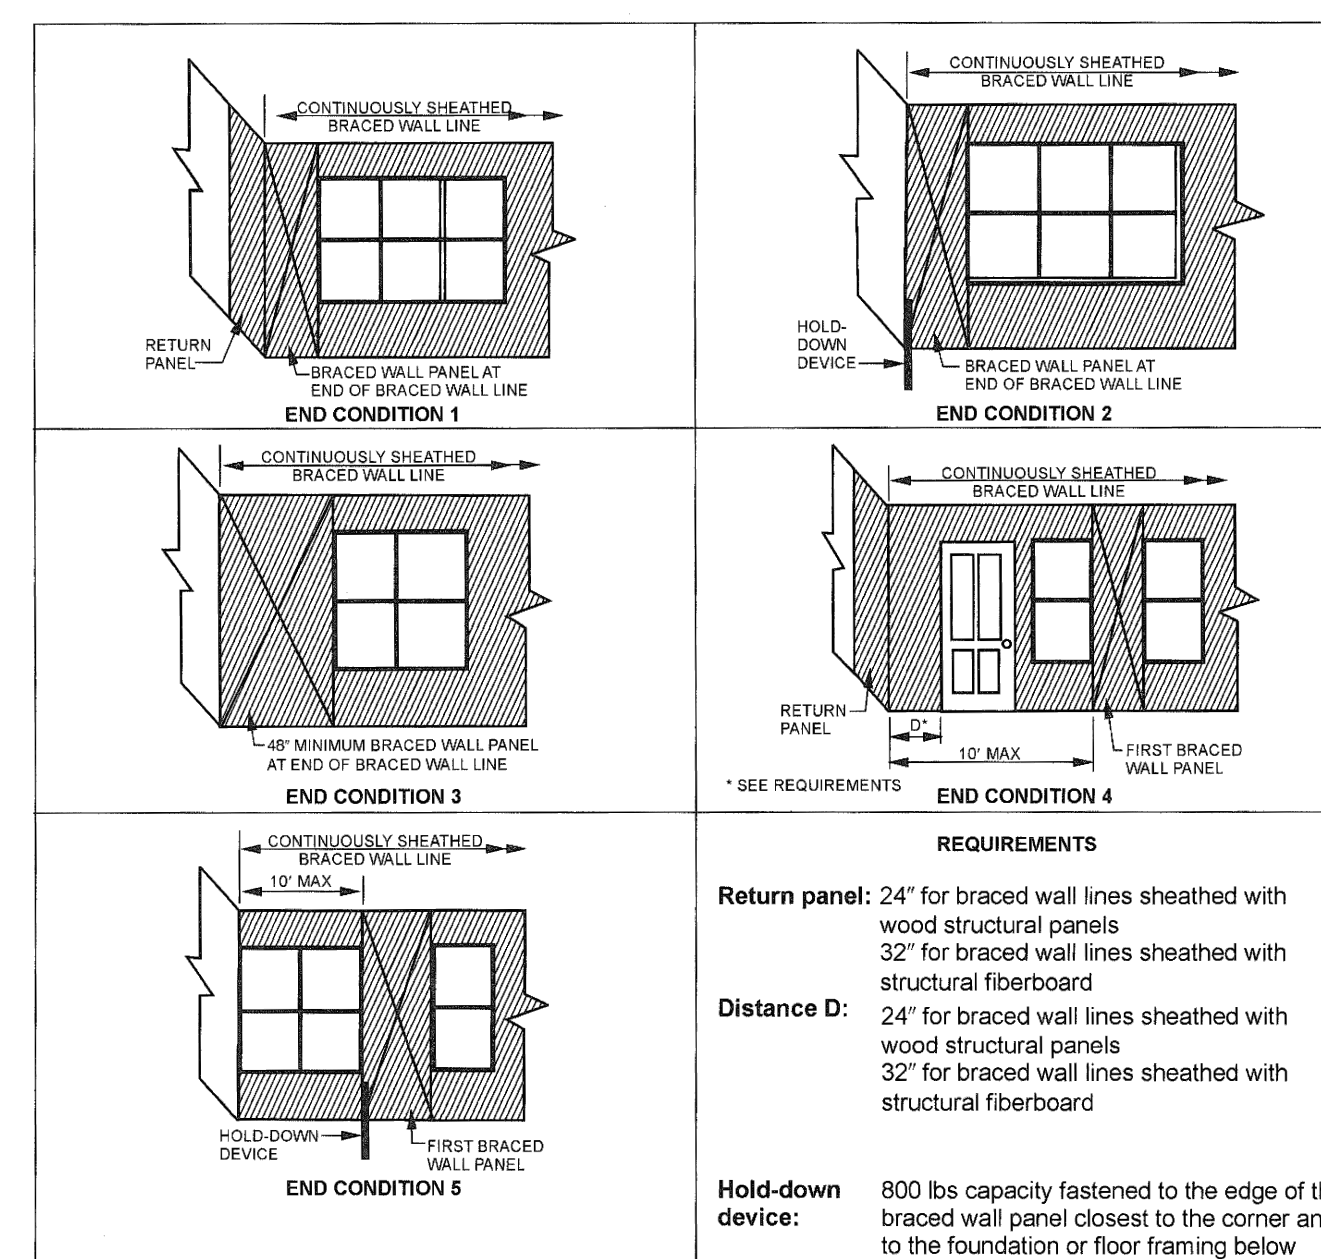 CONTINUOUSLY SHEATHED
BRACED WALL LINE
RETURN
PANEL
BRACED WALL PANEL AT
END OF BRACED WALL LINE
END CONDITION 1
CONTINUOUSLY SHEATHED
BRACED WALL LINE
HOLD-
DOWN
DEVICE
BRACED WALL PANEL AT
END OF BRACED WALL LINE
END CONDITION 2
CONTINUOUSLY SHEATHED
BRACED WALL LINE
48" MINIMUM BRACED WALL PANEL
AT END OF BRACED WALL LINE
END CONDITION 3
CONTINUOUSLY SHEATHED
BRACED WALL LINE
RETURN
PANEL
D*
10' MAX
FIRST BRACED
WALL PANEL
* SEE REQUIREMENTS
END CONDITION 4
CONTINUOUSLY SHEATHED
BRACED WALL LINE
10' MAX
HOLD-DOWN
DEVICE
FIRST BRACED
WALL PANEL
END CONDITION 5
REQUIREMENTS
Return panel: 24" for braced wall lines sheathed with
wood structural panels
32" for braced wall lines sheathed with
structural fiberboard
Distance D: 24" for braced wall lines sheathed with
wood structural panels
32" for braced wall lines sheathed with
structural fiberboard
Hold-down 800 lbs capacity fastened to the edge of
device: braced wall panel closest to the corner
to the foundation or floor framing below